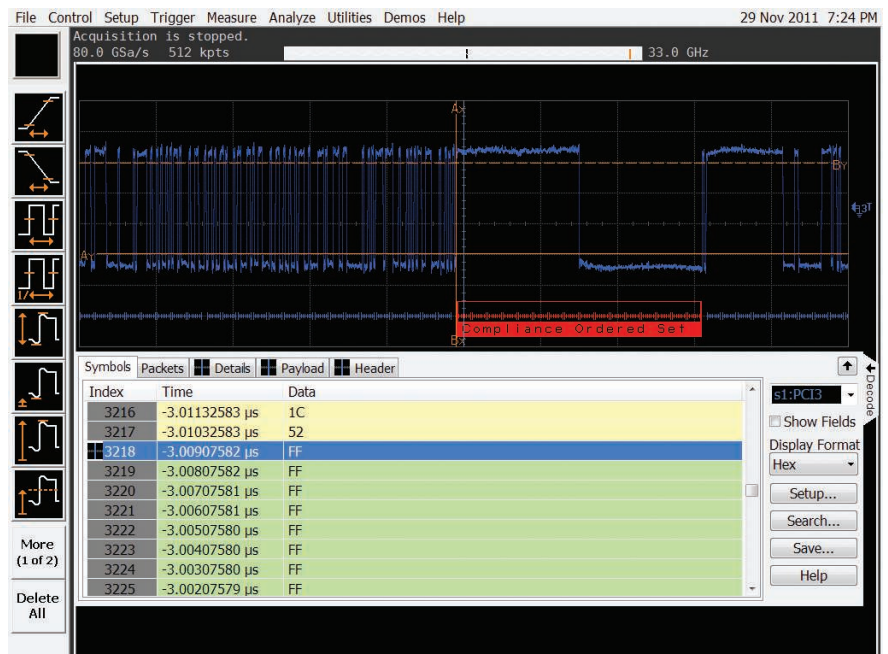 File Control Setup Trigger Measure Analyze Utilities Demos Help 29 Nov 2011 7:24 PM
Acquisition is stopped.
80.0 GSa/s 512 kpts 33.0 GHz
Ax
By
Ay
3T
Compliance Ordered Set
Bx
1/
More
(1 of 2)
Delete
All
Symbols Packets Details Payload Header
Index Time Data
3216 -3.01132583 µs 1C
3217 -3.01032583 µs 52
3218 -3.00907582 µs FF
3219 -3.00807582 µs FF
3220 -3.00707581 µs FF
3221 -3.00607581 µs FF
3222 -3.00507580 µs FF
3223 -3.00407580 µs FF
3224 -3.00307580 µs FF
3225 -3.00207579 µs FF
Decode
s1:PCI3
Show Fields
Display Format
Hex
Setup...
Search...
Save...
Help